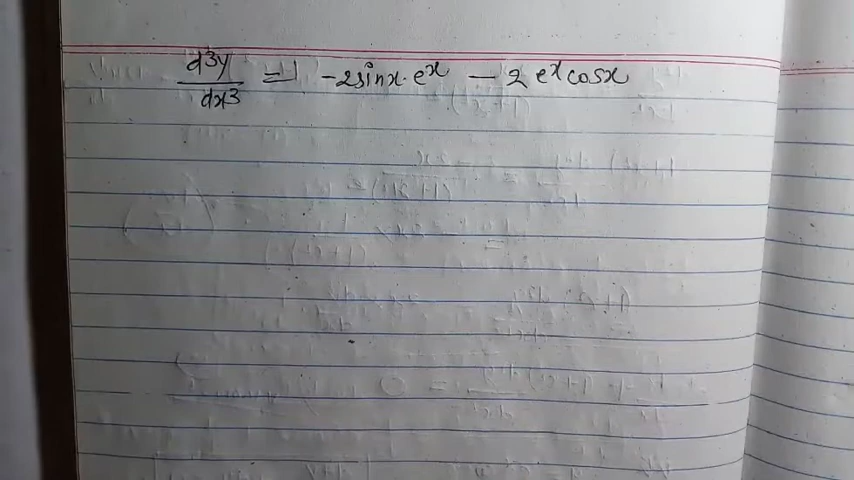 d³y/dx³ = -2sinx·eˣ - 2eˣcosx